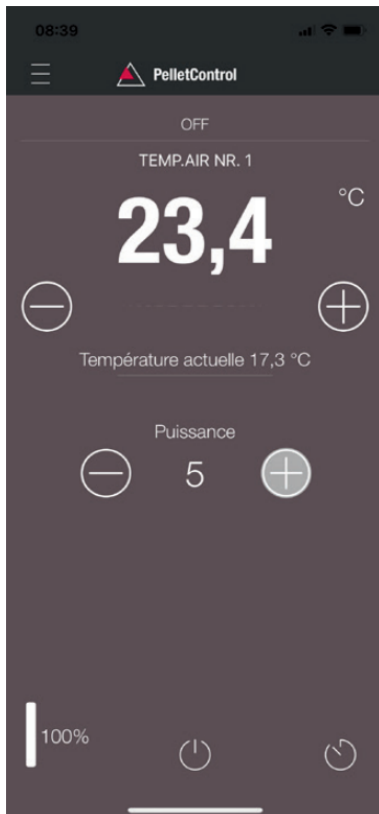 08:39
PelletControl
OFF
TEMP.AIR NR. 1
23,4
°C
Température actuelle 17,3 °C
Puissance
5
100%